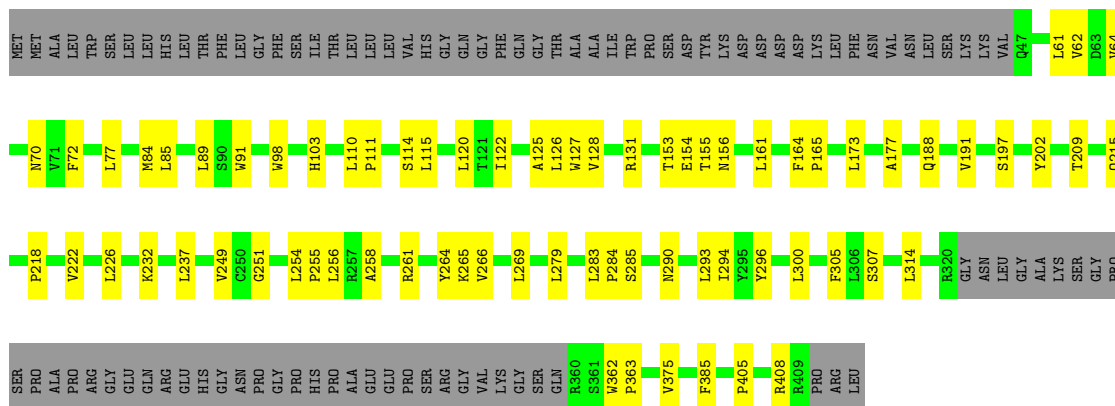 MET MET ALA LEU TRP SER LEU LEU LEU HIS LEU THR PHE LEU GLY PHE SER ILE THR LEU LEU LEU LEU VAL HIS GLY GLN GLY PHE GLN GLY THR ALA ALA ILE TRP PRO SER ASP TYR LYS ASP ASP ASP ASP LYS LEU PHE ASN VAL ASN LEU SER LYS LYS VAL Q47 L61 V62 D63 V64
N70 V71 F72 L77 M84 L85 L89 S90 W91 W98 H103 L110 P111 S114 L115 L120 T121 I122 A125 L126 W127 V128 R131 T153 E154 T155 N156 L161 F164 P165 L173 A177 Q188 V191 S197 Y202 T209 Q215
P218 V222 L226 K232 L237 V249 C250 G251 L254 P255 L256 R257 A258 R261 Y264 K265 V266 L269 L279 L283 P284 S285 N290 L293 I294 Y295 Y296 L300 F305 L306 S307 L314 R320 GLY ASN LEU GLY ALA LYS SER GLY PRO
SER PRO ALA PRO ARG GLY GLU GLU GLN ARG GLU HIS GLY ASN PRO GLY PRO HIS PRO ALA GLU GLU PRO SER ARG GLY VAL LYS GLY SER GLN R360 S361 W362 P363 V375 F385 P405 R408 R409 PRO ARG LEU